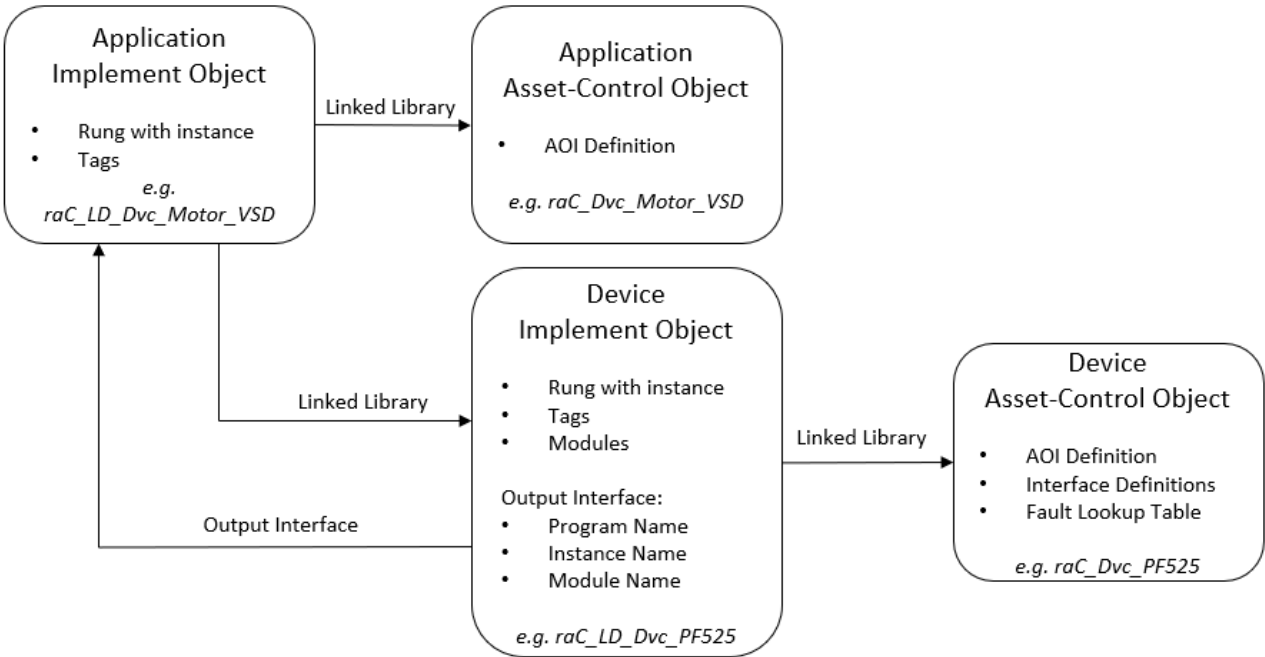 Application
Implement Object
• Rung with instance
• Tags
e.g.
raC_LD_Dvc_Motor_VSD
Linked Library
Application
Asset-Control Object
• AOI Definition
e.g. raC_Dvc_Motor_VSD
Linked Library
Output Interface
Device
Implement Object
• Rung with instance
• Tags
• Modules
Output Interface:
• Program Name
• Instance Name
• Module Name
e.g. raC_LD_Dvc_PF525
Linked Library
Device
Asset-Control Object
• AOI Definition
• Interface Definitions
• Fault Lookup Table
e.g. raC_Dvc_PF525